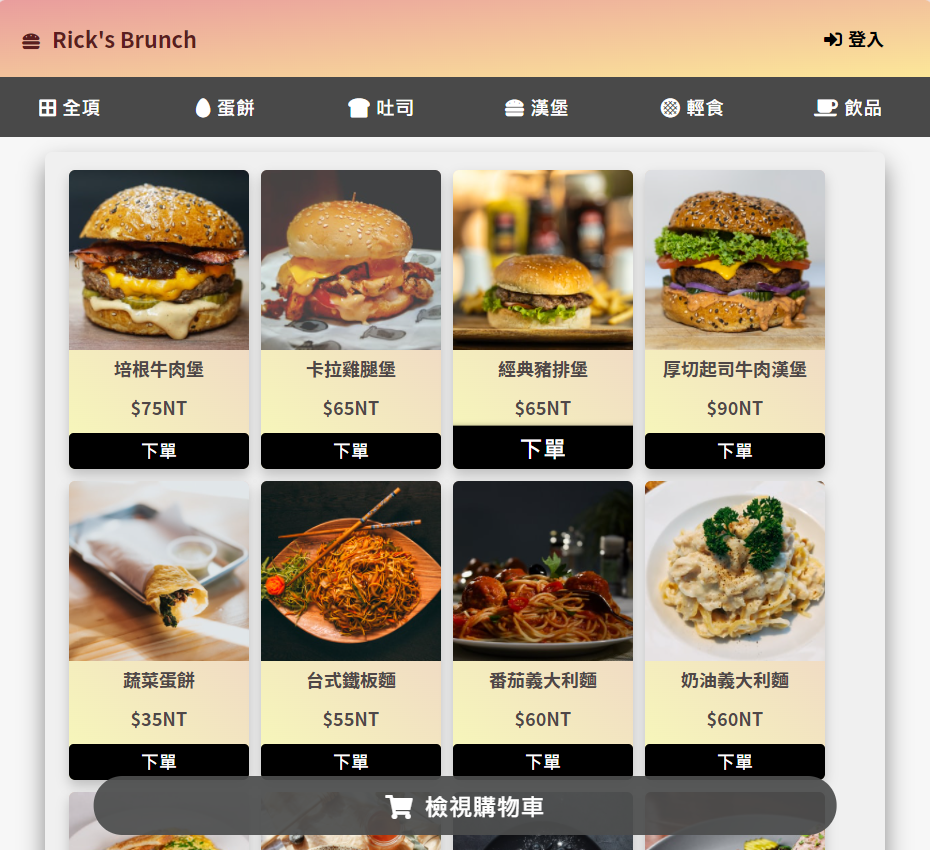 Rick's Brunch
登入
全項 蛋餅 吐司 漢堡 輕食 飲品
培根牛肉堡 卡拉雞腿堡 經典豬排堡 厚切起司牛肉漢堡
$75NT $65NT $65NT $90NT
下單 下單 下單 下單
蔬菜蛋餅 台式鐵板麵 番茄義大利麵 奶油義大利麵
$35NT $55NT $60NT $60NT
下單 下單 下單 下單
檢視購物車